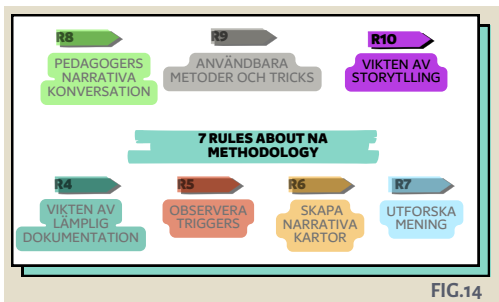 R8
PEDAGOGERS
NARRATIVA
KONVERSATION
R9
ANVÄNDBARA
METODER OCH TRICKS
R10
VIKTEN AV
STORYTLLING
7 RULES ABOUT NA
METHODOLOGY
R4
VIKTEN AV
LÄMPLIG
DOKUMENTATION
R5
OBSERVERA
TRIGGERS
R6
SKAPA
NARRATIVA
KARTOR
R7
UTFORSKA
MENING
FIG.14